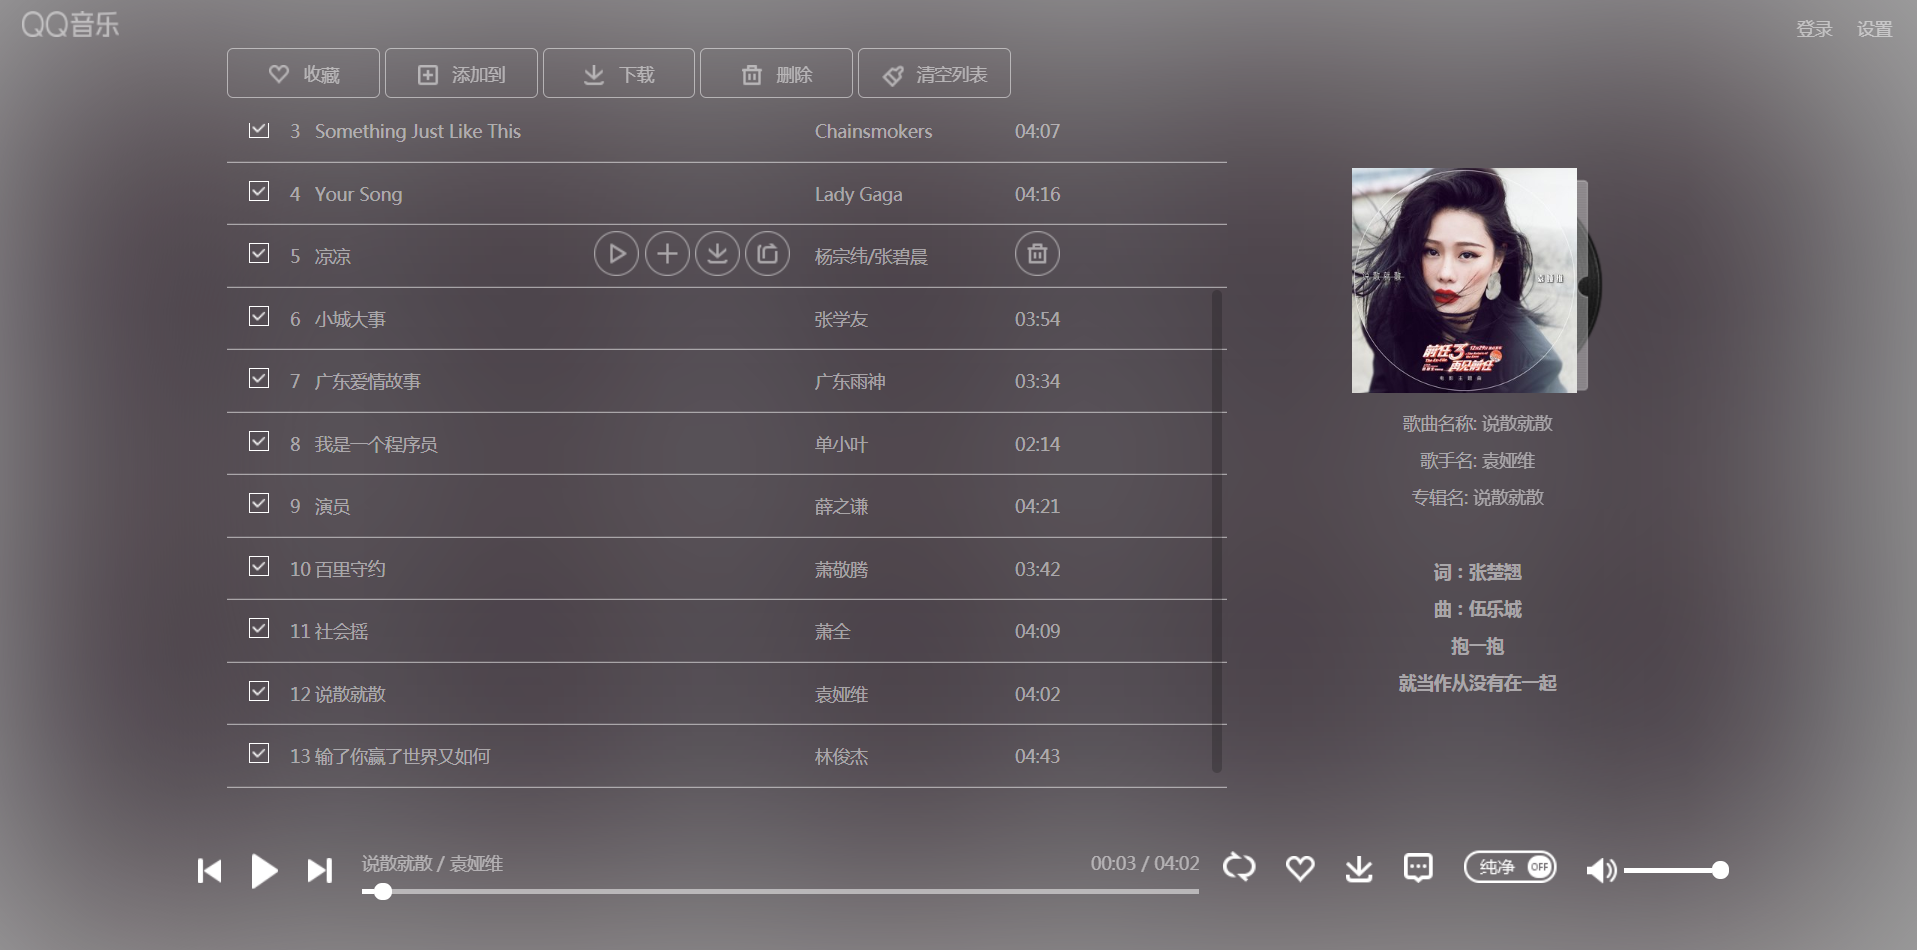 QQ音乐
登录 设置
收藏 添加到 下载 删除 清空列表
3 Something Just Like This Chainsmokers 04:07
4 Your Song Lady Gaga 04:16
5 凉凉 杨宗纬/张碧晨
6 小城大事 张学友 03:54
7 广东爱情故事 广东雨神 03:34
8 我是一个程序员 单小叶 02:14
9 演员 薛之谦 04:21
10 百里守约 萧敬腾 03:42
11 社会摇 萧全 04:09
12 说散就散 袁娅维 04:02
13 输了你赢了世界又如何 林俊杰 04:43
说散就散 袁娅维
前任3
再见前任
歌曲名称: 说散就散
歌手名: 袁娅维
专辑名: 说散就散
词：张楚翘
曲：伍乐城
抱一抱
就当作从没有在一起
说散就散 / 袁娅维 00:03 / 04:02
纯净 OFF